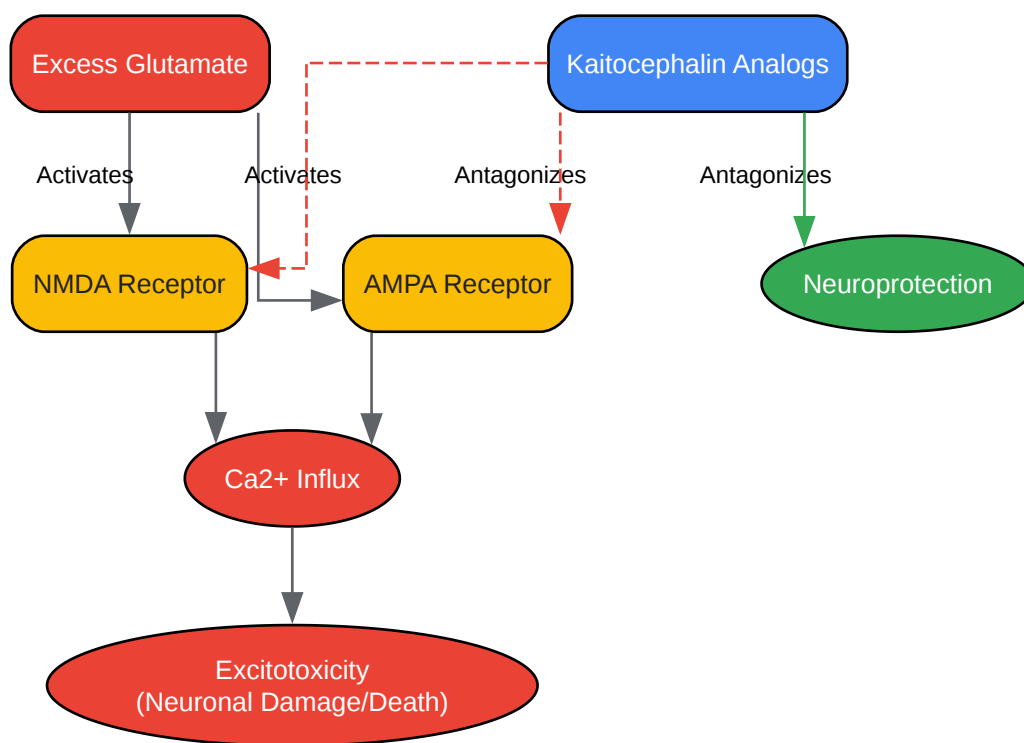 Excess Glutamate
Kaitocephalin Analogs
Activates
Activates
Antagonizes
Antagonizes
NMDA Receptor
AMPA Receptor
Neuroprotection
Ca2+ Influx
Excitotoxicity
(Neuronal Damage/Death)